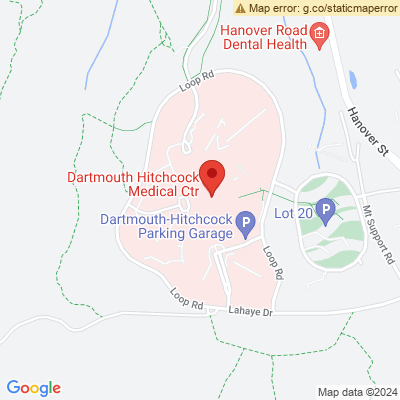 Map error: g.co/staticmaperror
Hanover Road
Dental Health
Loop Rd
Hanover St
Dartmouth Hitchcock
Medical Ctr
Dartmouth-Hitchcock
Parking Garage
P
Lot 20
P
Mt Support Rd
Loop Rd
Loop Rd
Lahaye Dr
Google
Map data ©2024